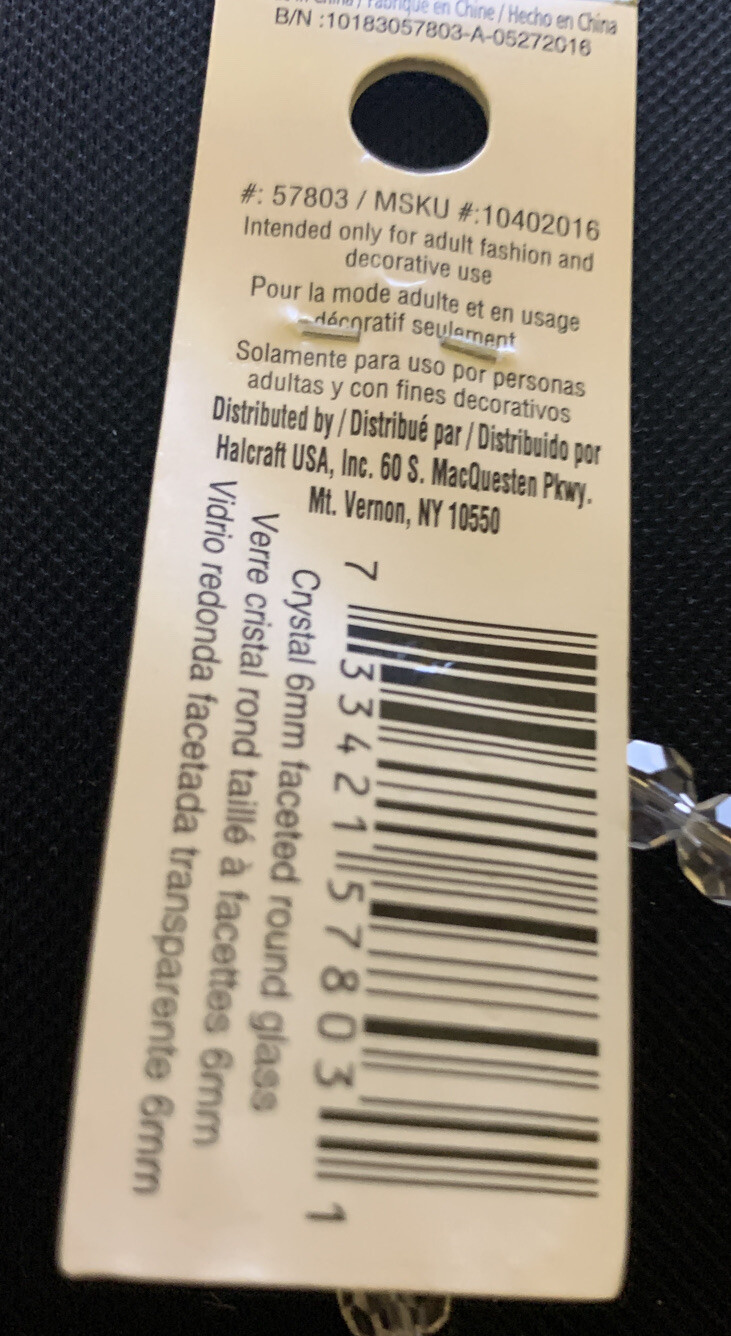 en Chine / Hecho en China
B/N :10183057803-A-05272016
#: 57803 / MSKU #:10402016
Intended only for adult fashion and
decorative use
Pour la mode adulte et en usage
décoratif seulement
Solamente para uso por personas
adultas y con fines decorativos
Distributed by / Distribué par / Distribuido por
Halcraft USA, Inc. 60 S. MacQuesten Pkwy.
Mt. Vernon, NY 10550
7 33421 57803 1
Crystal 6mm faceted round glass
Verre cristal rond taillé à facettes 6mm
Vidrio redonda facetada transparente 6mm